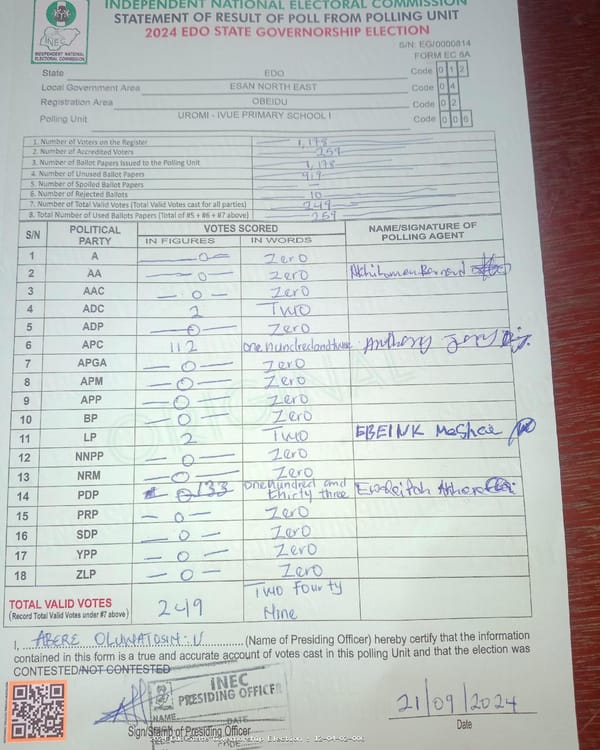 INDEPENDENT NATIONAL ELECTORAL COMMISSION
STATEMENT OF RESULT OF POLL FROM POLLING UNIT
2024 EDO STATE GOVERNORSHIP ELECTION
INEC
INDEPENDENT NATIONAL
ELECTORAL COMMISSION
S/N: EG/0000814
FORM EC 8A
State EDO Code 0 1 2
Local Government Area ESAN NORTH EAST Code 0 4
Registration Area OBEIDU Code 0 2
Polling Unit UROMI - IVUE PRIMARY SCHOOL I Code 0 0 6
1. Number of Voters on the Register 1,178
2. Number of Accredited Voters 259
3. Number of Ballot Papers Issued to the Polling Unit 1,178
4. Number of Unused Ballot Papers 919
5. Number of Spoiled Ballot Papers —
6. Number of Rejected Ballots 10
7. Number of Total Valid Votes (Total Valid Votes cast for all parties) 249
8. Total Number of Used Ballots Papers (Total of #5 + #6 + #7 above) 259
S/N POLITICAL PARTY VOTES SCORED NAME/SIGNATURE OF POLLING AGENT
IN FIGURES IN WORDS
1 A — 0 — Zero
2 AA — 0 — Zero
3 AAC — 0 — Zero
4 ADC 2 Two
5 ADP — 0 — Zero
6 APC 112 Anthony
7 APGA — 0 — Zero
8 APM — 0 — Zero
9 APP — 0 — Zero
10 BP — 0 — Zero
11 LP 2 Two EBEINK
12 NNPP — 0 — Zero
13 NRM — 0 — Zero
14 PDP 133 one hundred and thirty three
15 PRP — 0 — Zero
16 SDP — 0 — Zero
17 YPP — 0 — Zero
18 ZLP — 0 — Zero
TOTAL VALID VOTES 249 Two Fourty Nine
(Record Total Valid Votes under #7 above)
I, ABERE OLUWATOSIN. U (Name of Presiding Officer) hereby certify that the information
contained in this form is a true and accurate account of votes cast in this polling Unit and that the election was
CONTESTED/NOT CONTESTED
INEC
PRESIDING OFFICER
NAME
DATE
21/09/2024
Sign/Stamp of Presiding Officer Date